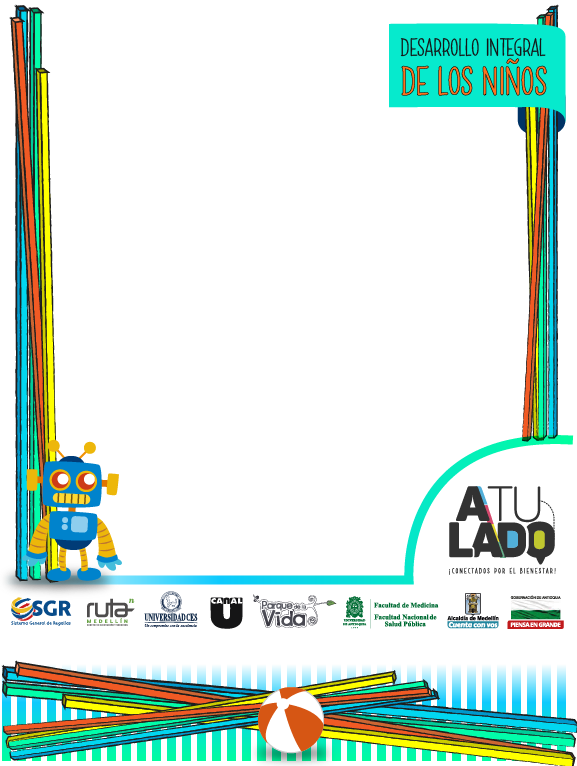 DESARROLLO INTEGRAL
DE LOS NIÑOS
A TU
LADO
¡CONECTADOS POR EL BIENESTAR!
SGR
Sistema General de Regalías
ruta n
MEDELLÍN
UNIVERSIDAD CES
Un compromiso con la excelencia
CANAL
U
Parque de la
Vida
UNIVERSIDAD
DE ANTIOQUIA
Facultad de Medicina
Facultad Nacional de
Salud Pública
Alcaldía de Medellín
Cuenta con vos
GOBERNACIÓN DE ANTIOQUIA
PIENSA EN GRANDE